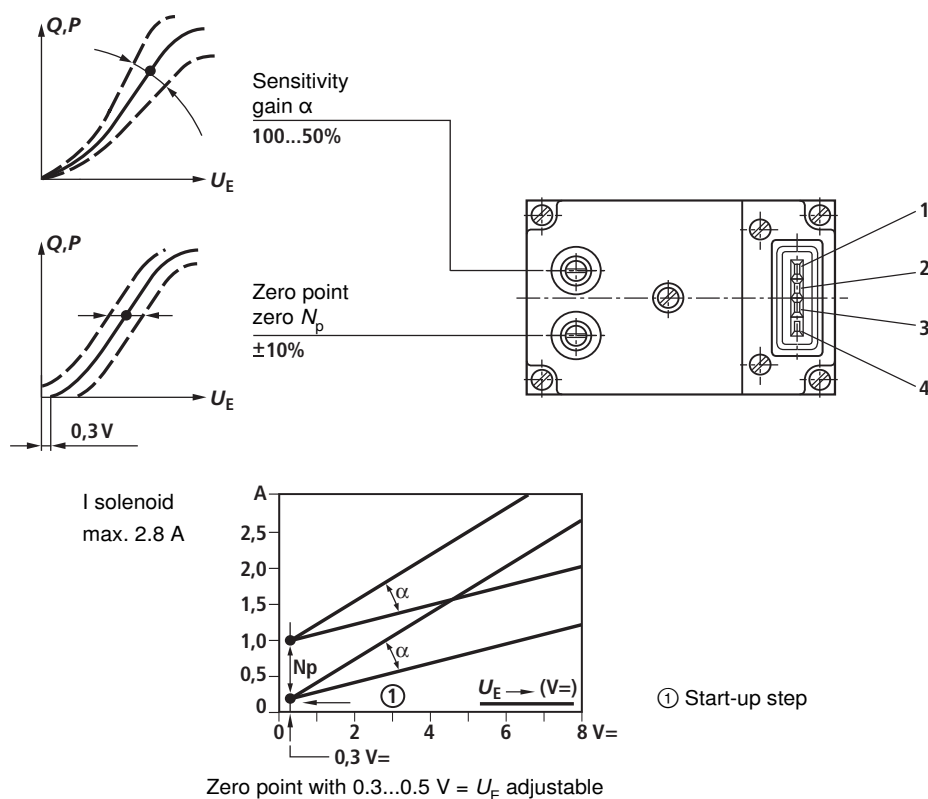 Q,P
Sensitivity
gain α
100...50%
U_E
1
2
3
4
Q,P
Zero point
zero N_p
±10%
U_E
0,3 V
I solenoid
max. 2.8 A
A
2,5
2,0
1,5
1,0
0,5
0
α
α
Np
①
U_E → (V=)
0 2 4 6 8 V=
0,3 V=
① Start-up step
Zero point with 0.3...0.5 V = U_E adjustable